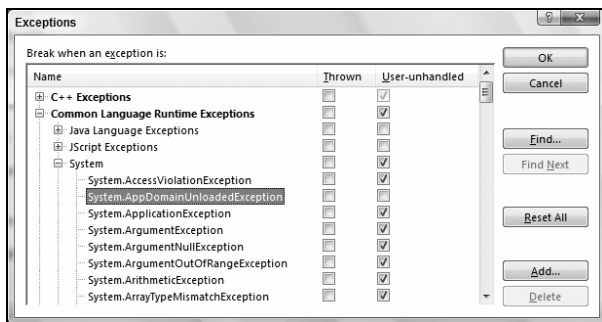 Exceptions
Break when an exception is:
Name Thrown User-unhandled
C++ Exceptions
Common Language Runtime Exceptions
Java Language Exceptions
JScript Exceptions
System
System.AccessViolationException
System.AppDomainUnloadedException
System.ApplicationException
System.ArgumentException
System.ArgumentNullException
System.ArgumentOutOfRangeException
System.ArithmeticException
System.ArrayTypeMismatchException
OK
Cancel
Find...
Find Next
Reset All
Add...
Delete